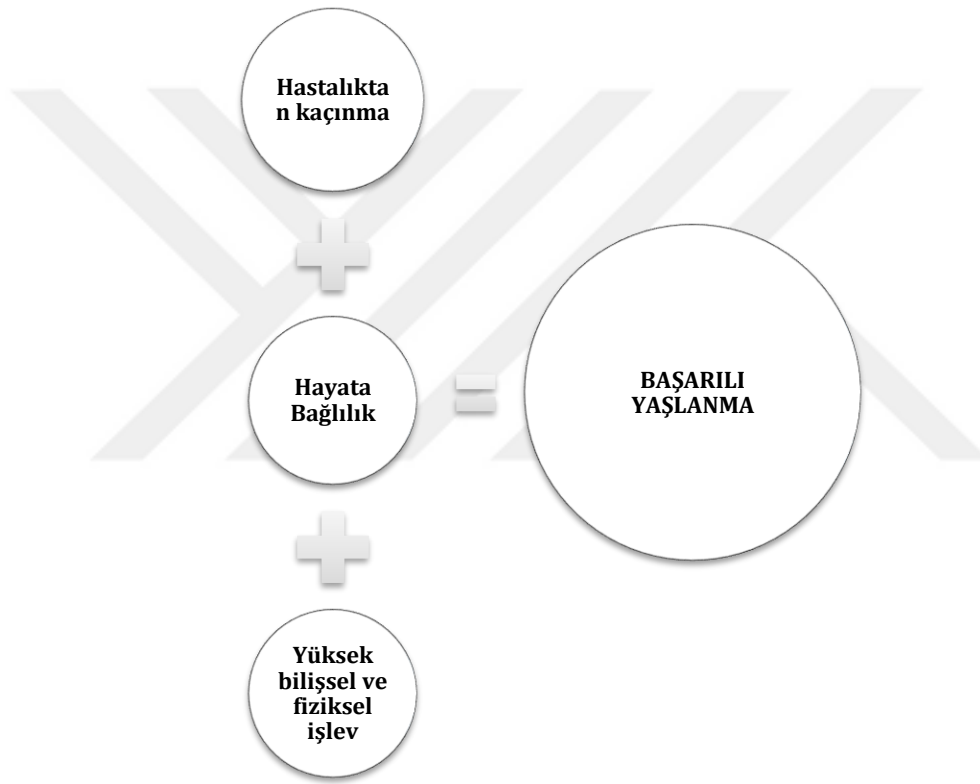 Hastalıkta
n kaçınma
Hayata
Bağlılık
BAŞARILI
YAŞLANMA
Yüksek
bilişsel ve
fiziksel
işlev